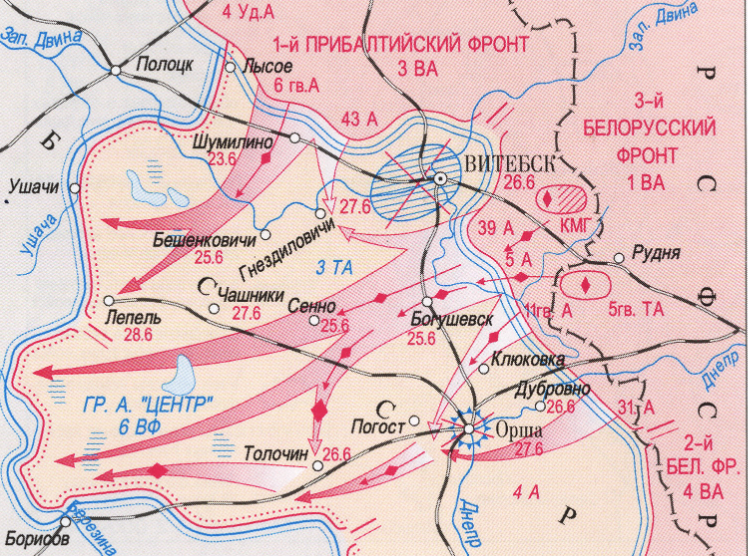 4 Уд.А
Зап. Двина
Зап. Двина
Полоцк
Лысое
1-й ПРИБАЛТИЙСКИЙ ФРОНТ
3 ВА
6 гв.А
Р
3-й
БЕЛОРУССКИЙ
ФРОНТ
1 ВА
43 А
Б
Шумилино
23.6
ВИТЕБСК
26.6
С
Ушачи
Ушача
27.6
КМГ
39 А
Бешенковичи
25.6
Гнездиловичи
5 А
Рудня
3 ТА
С
Чашники
27.6
Сенно
25.6
Лепель
28.6
Богушевск
25.6
11гв. А
5гв. ТА
Ф
Клюковка
Днепр
ГР. А. "ЦЕНТР"
6 ВФ
Дубровно
26.6
С
Погост
31 А
С
Орша
27.6
2-й
БЕЛ. ФР.
4 ВА
Толочин
26.6
4 А
Р
Днепр
Березина
Борисов